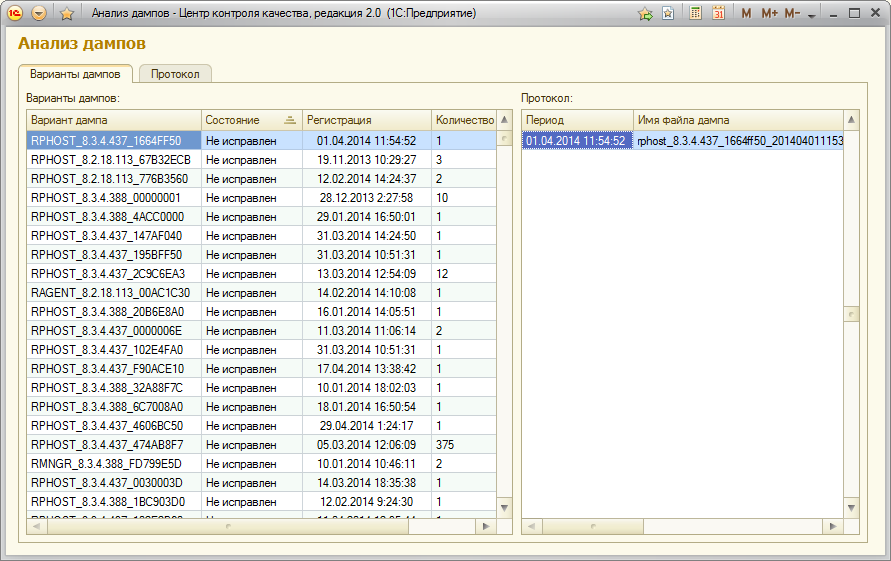 Анализ дампов - Центр контроля качества, редакция 2.0 (1С:Предприятие)
M M+ M-
Анализ дампов
Варианты дампов Протокол
Варианты дампов: Протокол:
Вариант дампа Состояние Регистрация Количество Период Имя Файла дампа
RPHOST_8.3.4.437_1664FF50 Не исправлен 01.04.2014 11:54:52 1 01.04.2014 11:54:52 rphost_8.3.4.437_1664ff50_201404011153
RPHOST_8.2.18.113_67B32ECB Не исправлен 19.11.2013 10:29:27 3
RPHOST_8.2.18.113_776B3560 Не исправлен 12.02.2014 14:24:37 2
RPHOST_8.3.4.388_00000001 Не исправлен 28.12.2013 2:27:58 10
RPHOST_8.3.4.388_4ACC0000 Не исправлен 29.01.2014 16:50:01 1
RPHOST_8.3.4.437_147AF040 Не исправлен 31.03.2014 14:24:50 1
RPHOST_8.3.4.437_195BFF50 Не исправлен 31.03.2014 10:51:31 1
RPHOST_8.3.4.437_2C9C6EA3 Не исправлен 13.03.2014 12:54:09 12
RAGENT_8.2.18.113_00AC1C30 Не исправлен 14.02.2014 14:10:08 1
RPHOST_8.3.4.388_20B6E8A0 Не исправлен 16.01.2014 14:05:51 1
RPHOST_8.3.4.437_0000006E Не исправлен 11.03.2014 11:06:14 2
RPHOST_8.3.4.437_102E4FA0 Не исправлен 31.03.2014 10:51:31 1
RPHOST_8.3.4.437_F90ACE10 Не исправлен 17.04.2014 13:38:42 1
RPHOST_8.3.4.388_32A88F7C Не исправлен 10.01.2014 18:02:03 1
RPHOST_8.3.4.388_6C7008A0 Не исправлен 18.01.2014 16:50:54 1
RPHOST_8.3.4.437_4606BC50 Не исправлен 29.04.2014 1:24:17 1
RPHOST_8.3.4.437_474AB8F7 Не исправлен 05.03.2014 12:06:09 375
RMNGR_8.3.4.388_FD799E5D Не исправлен 10.01.2014 10:46:11 2
RPHOST_8.3.4.437_0030003D Не исправлен 14.03.2014 18:35:38 1
RPHOST_8.3.4.388_1BC903D0 Не исправлен 12.02.2014 9:24:30 1